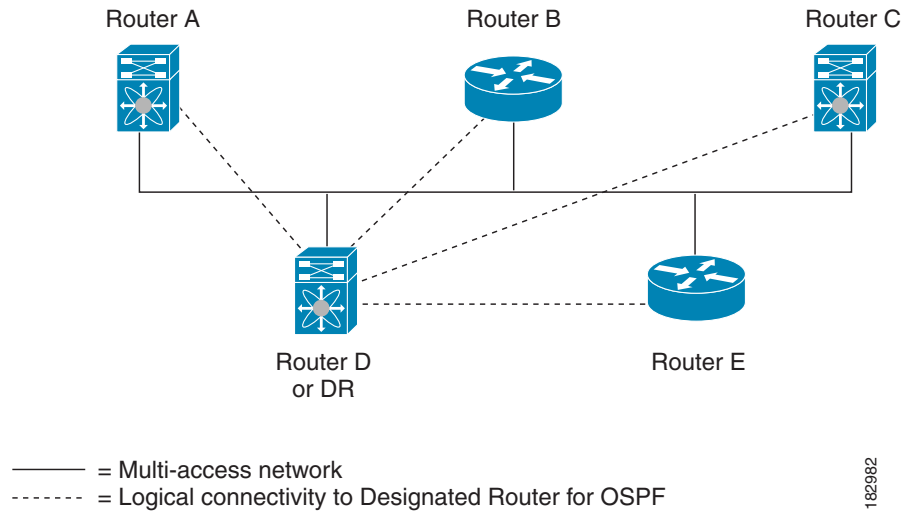 Router A
Router B
Router C
Router D
or DR
Router E
= Multi-access network
= Logical connectivity to Designated Router for OSPF
182982